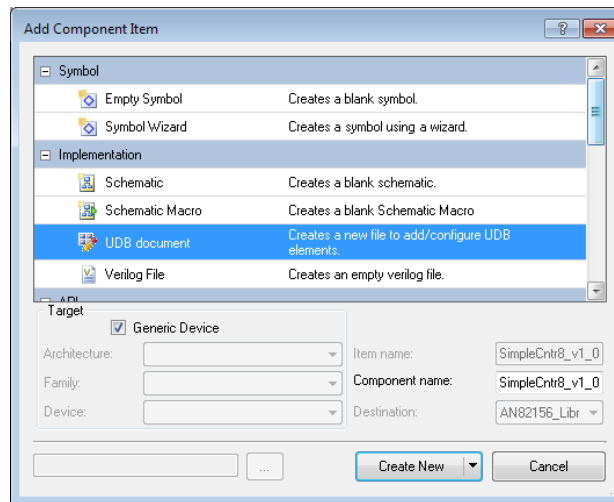 Add Component Item
Symbol
Empty Symbol Creates a blank symbol.
Symbol Wizard Creates a symbol using a wizard.
Implementation
Schematic Creates a blank schematic.
Schematic Macro Creates a blank Schematic Macro
UDB document Creates a new file to add/configure UDB
elements.
Verilog File Creates an empty verilog file.
API
Target
Generic Device
Architecture: Item name: SimpleCntr8_v1_0
Family: Component name: SimpleCntr8_v1_0
Device: Destination: AN82156_Libr
... Create New Cancel